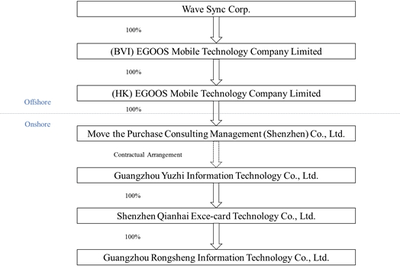 Wave Sync Corp.
100%
(BVI) EGOOS Mobile Technology Company Limited
100%
(HK) EGOOS Mobile Technology Company Limited
Offshore
100%
Onshore
Move the Purchase Consulting Management (Shenzhen) Co., Ltd.
Contractual Arrangement
Guangzhou Yuzhi Information Technology Co., Ltd.
100%
Shenzhen Qianhai Exce-card Technology Co., Ltd.
100%
Guangzhou Rongsheng Information Technology Co., Ltd.